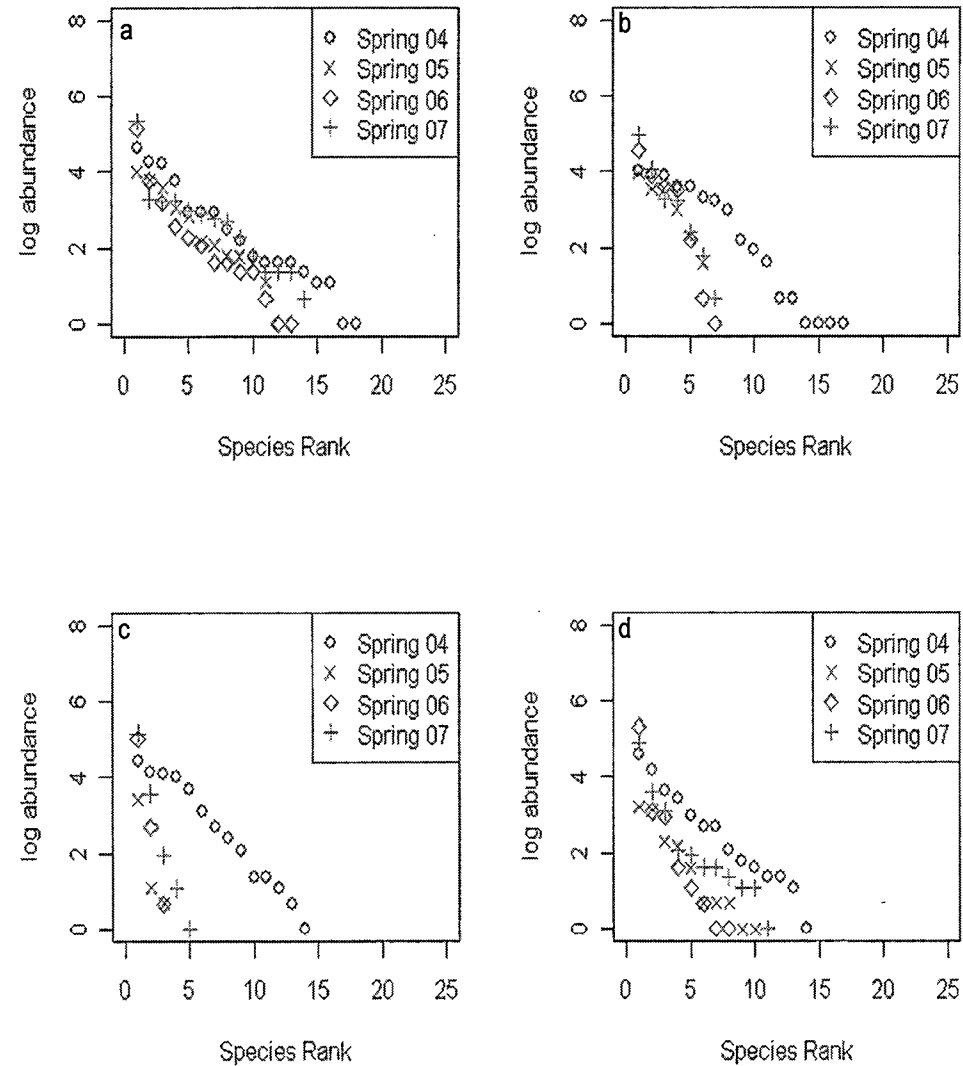 a
Spring 04
Spring 05
Spring 06
Spring 07
log abundance
8
6
4
2
0
0 5 10 15 20 25
Species Rank
b
Spring 04
Spring 05
Spring 06
Spring 07
log abundance
8
6
4
2
0
0 5 10 15 20 25
Species Rank
c
Spring 04
Spring 05
Spring 06
Spring 07
log abundance
8
6
4
2
0
0 5 10 15 20 25
Species Rank
d
Spring 04
Spring 05
Spring 06
Spring 07
log abundance
8
6
4
2
0
0 5 10 15 20 25
Species Rank